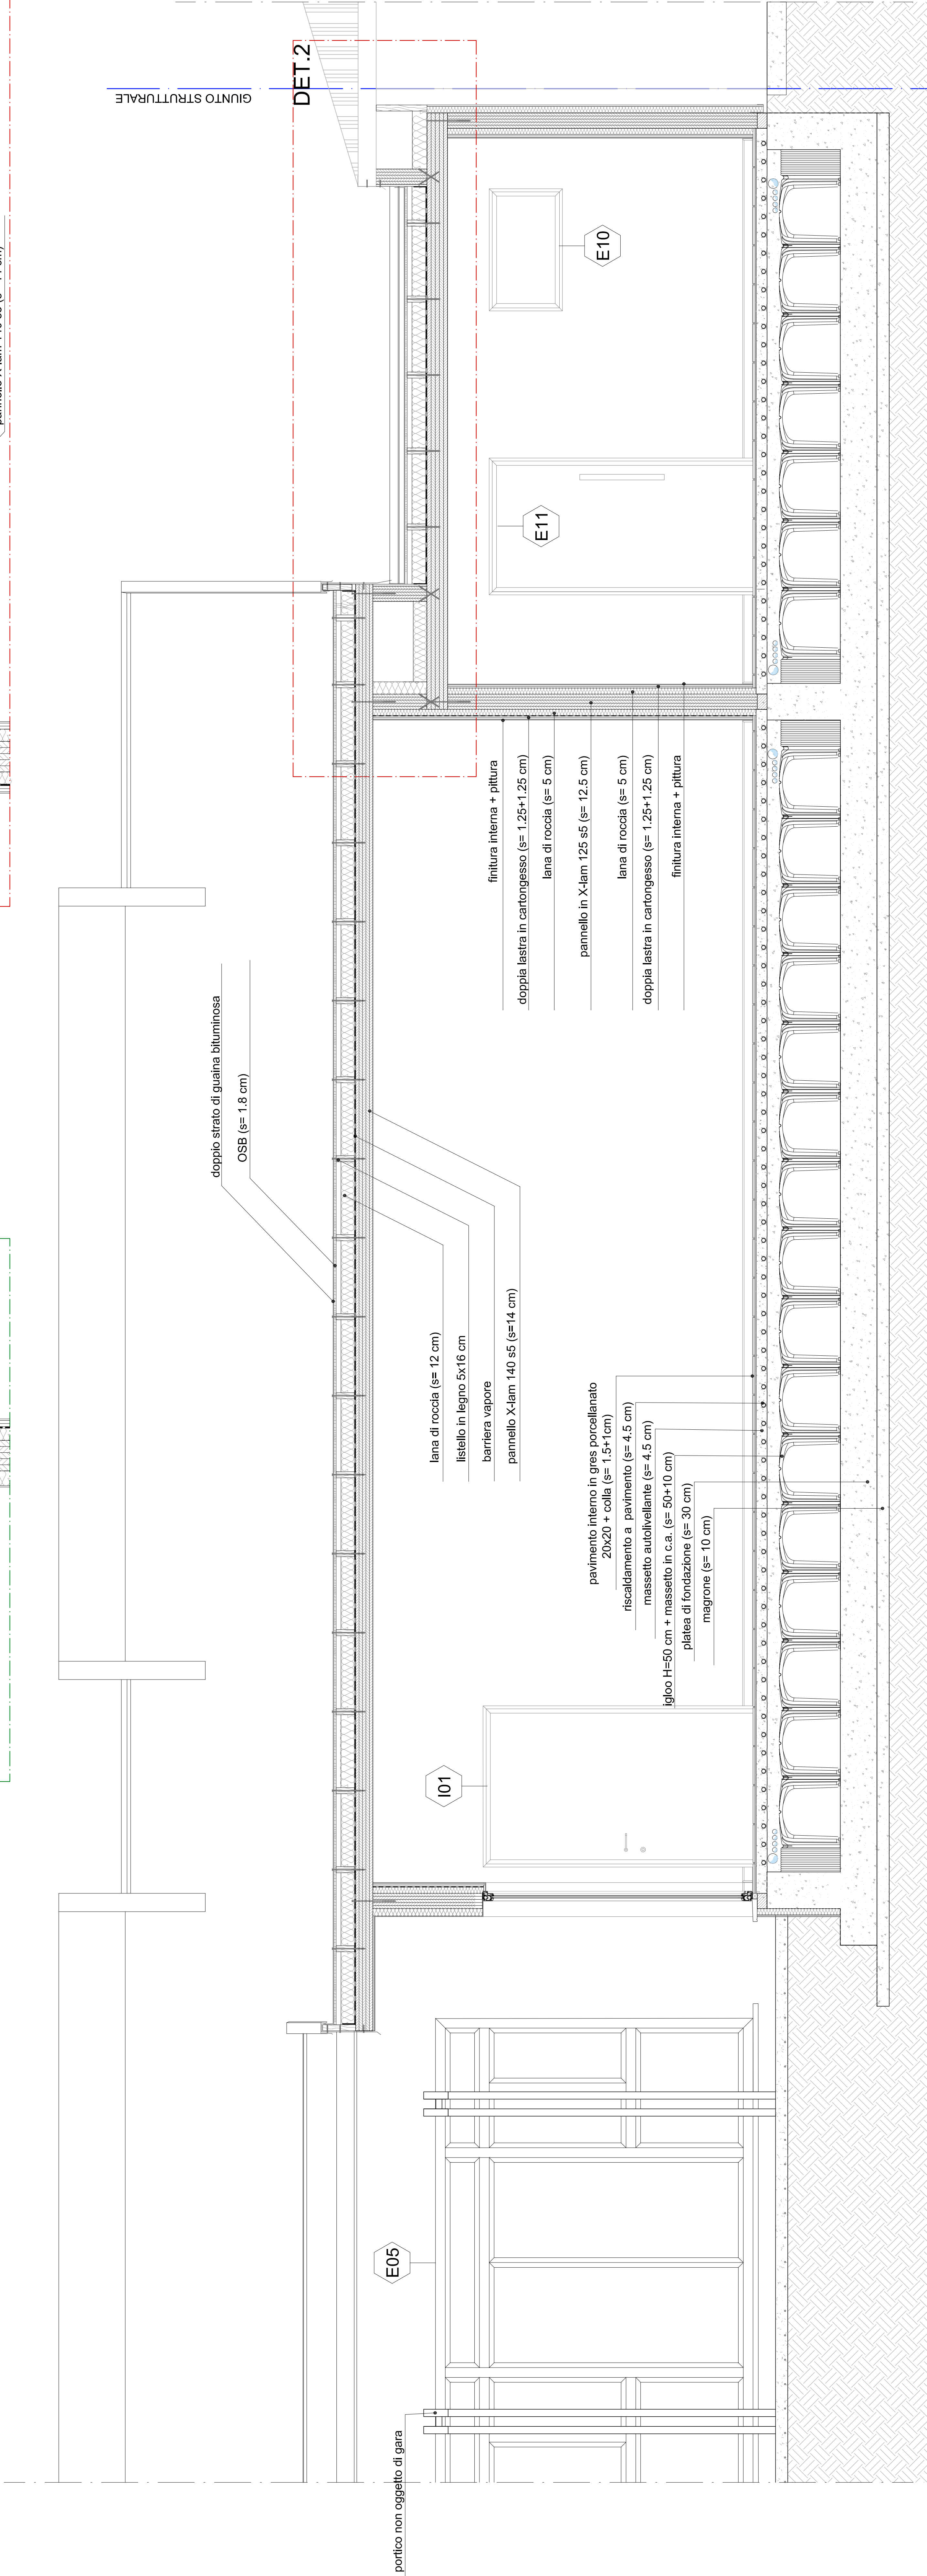 GIUNTO STRUTTURALE
DET.2
E10
E11
finitura interna + pittura
doppia lastra in cartongesso (s= 1.25+1.25 cm)
lana di roccia (s= 5 cm)
pannello in X-lam 125 s5 (s= 12.5 cm)
lana di roccia (s= 5 cm)
doppia lastra in cartongesso (s= 1.25+1.25 cm)
finitura interna + pittura
doppio strato di guaina bituminosa
OSB (s= 1.8 cm)
lana di roccia (s= 12 cm)
listello in legno 5x16 cm
barriera vapore
pannello X-lam 140 s5 (s=14 cm)
pavimento interno in gres porcellanato
20x20 + colla (s= 1.5+1cm)
riscaldamento a pavimento (s= 4.5 cm)
massetto autolivellante (s= 4.5 cm)
igloo H=50 cm + massetto in c.a. (s= 50+10 cm)
platea di fondazione (s= 30 cm)
magrone (s= 10 cm)
I01
E05
portico non oggetto di gara